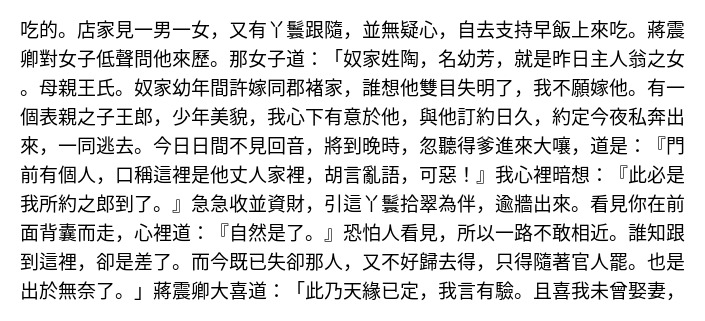 吃的。店家見一男一女，又有丫鬟跟隨，並無疑心，自去支持早飯上來吃。蔣震
卿對女子低聲問他來歷。那女子道：「奴家姓陶，名幼芳，就是昨日主人翁之女
。母親王氏。奴家幼年間許嫁同郡褚家，誰想他雙目失明了，我不願嫁他。有一
個表親之子王郎，少年美貌，我心下有意於他，與他訂約日久，約定今夜私奔出
來，一同逃去。今日日間不見回音，將到晚時，忽聽得爹進來大嚷，道是：『門
前有個人，口稱這裡是他丈人家裡，胡言亂語，可惡！』我心裡暗想：『此必是
我所約之郎到了。』急急收並資財，引這丫鬟拾翠為伴，逾牆出來。看見你在前
面背囊而走，心裡道：『自然是了。』恐怕人看見，所以一路不敢相近。誰知跟
到這裡，卻是差了。而今既已失卻那人，又不好歸去得，只得隨著官人罷。也是
出於無奈了。」蔣震卿大喜道：「此乃天緣已定，我言有驗。且喜我未曾娶妻，